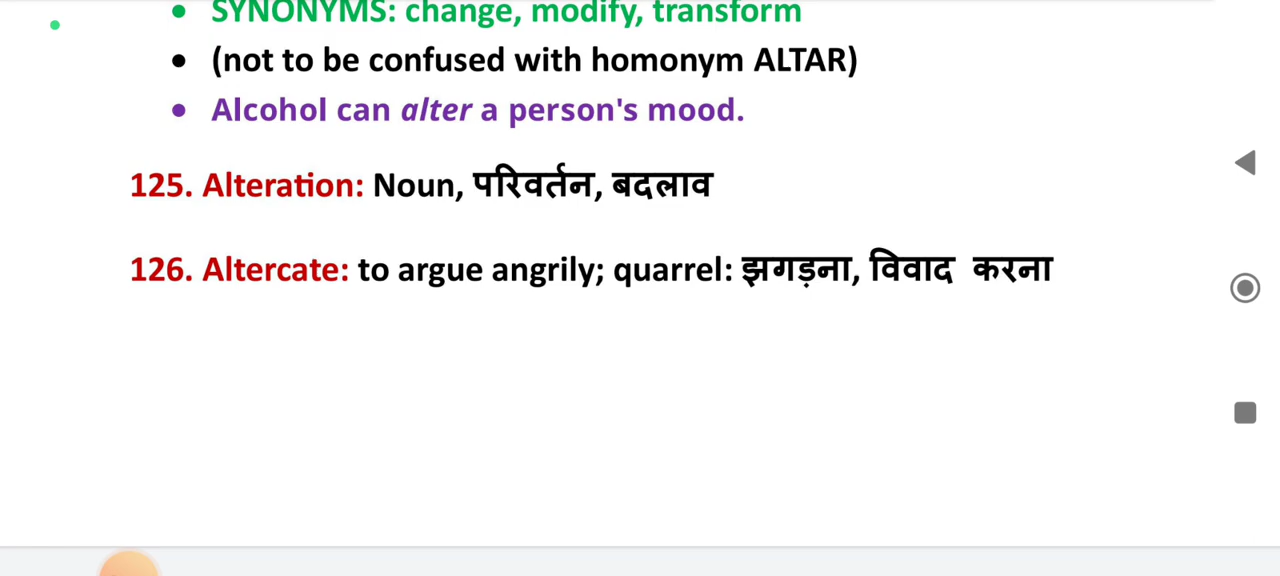 • SYNONYMS: change, modify, transform
• (not to be confused with homonym ALTAR)
• Alcohol can alter a person's mood.
125. Alteration: Noun, परिवर्तन, बदलाव
126. Altercate: to argue angrily; quarrel: झगड़ना, विवाद करना